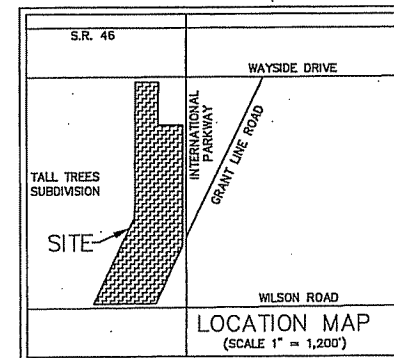 S.R. 46
WAYSIDE DRIVE
INTERNATIONAL
PARKWAY
GRANT LINE ROAD
TALL TREES
SUBDIVISION
SITE
WILSON ROAD
LOCATION MAP
(SCALE 1" = 1,200')